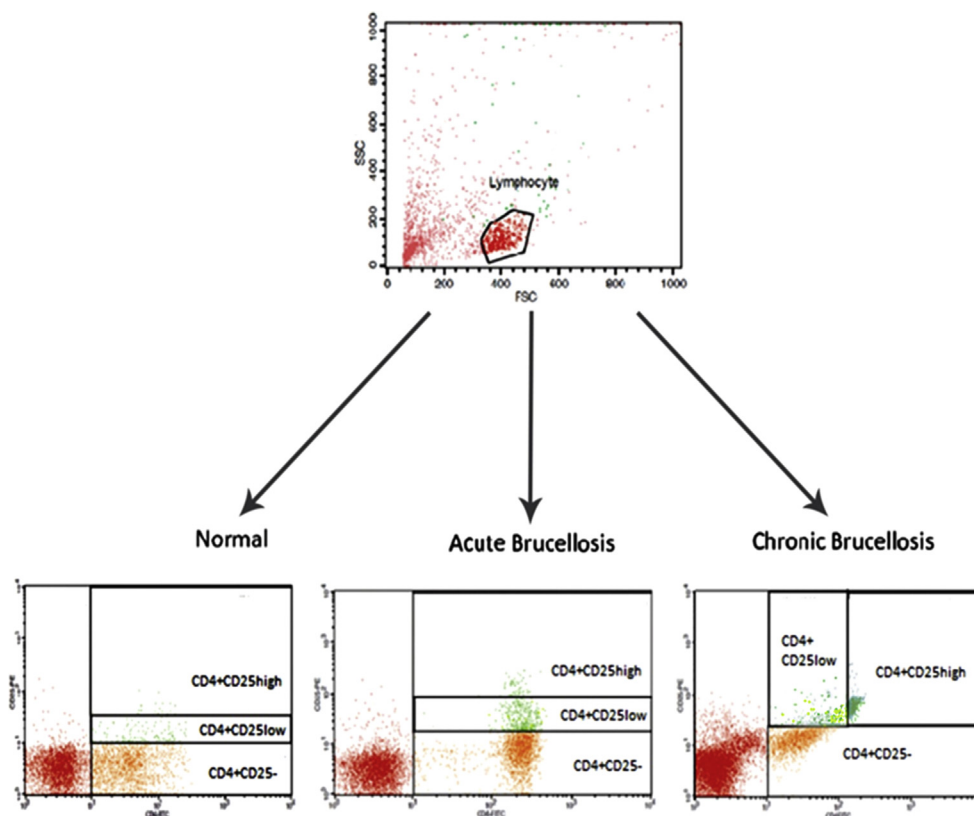 1000
800
600
400
200
0
SSC
Lymphocyte
0 200 400 600 800 1000
FSC
Normal
Acute Brucellosis
Chronic Brucellosis
CD4+CD25high
CD4+CD25low
CD4+CD25-
CD4+CD25high
CD4+CD25low
CD4+CD25-
CD4+
CD25low
CD4+CD25high
CD4+CD25-